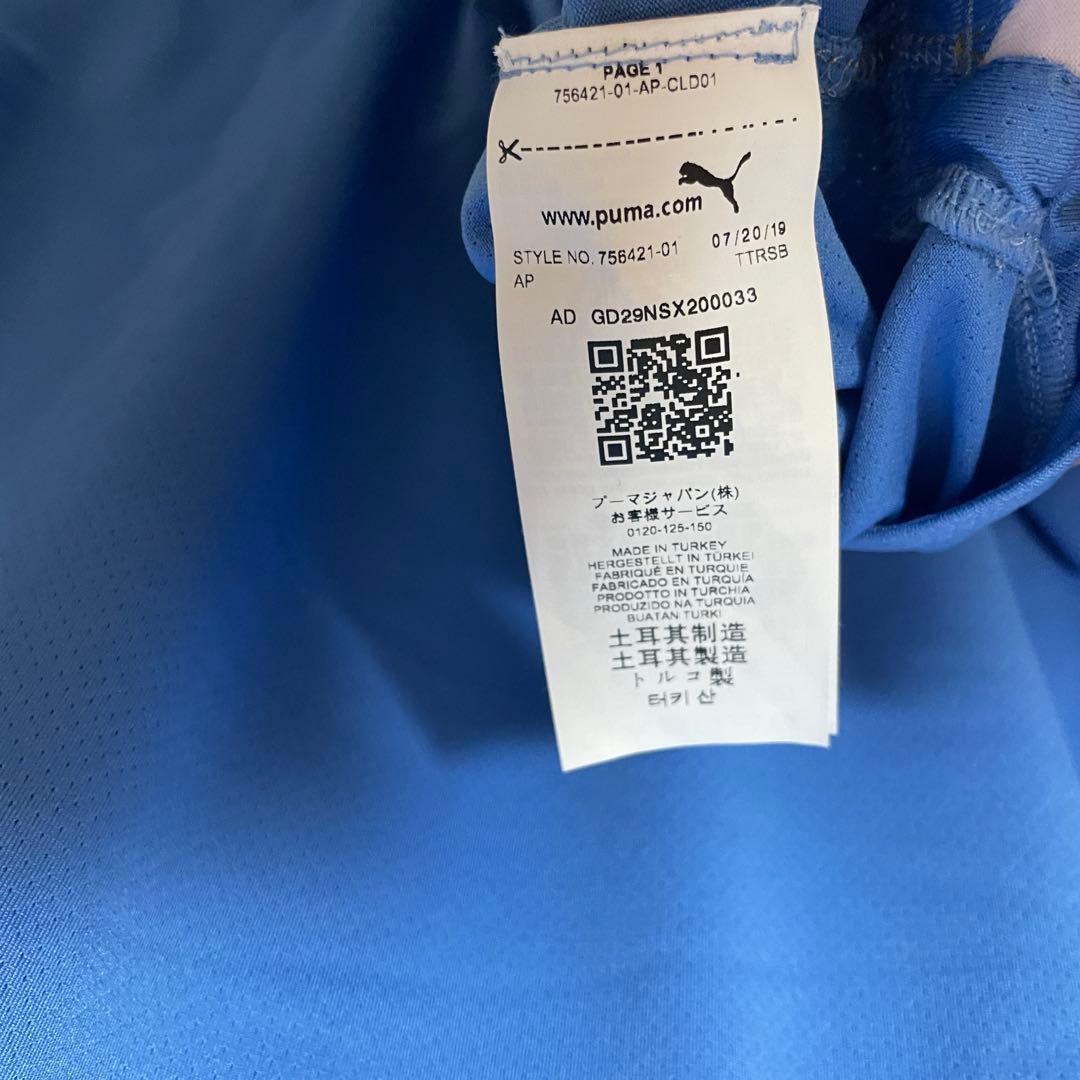 PAGE 1
756421-01-AP-CLD01
www.puma.com
STYLE NO. 756421-01 07/20/19
AP TTRSB
AD GD29NSX200033
プーマジャパン(株)
お客様サービス
0120-125-150
MADE IN TURKEY
HERGESTELLT IN TÜRKEI
FABRIQUÉ EN TURQUIE
FABRICADO EN TURQUÍA
PRODOTTO IN TURCHIA
PRODUZIDO NA TURQUIA
BUATAN TURKI
土耳其制造
土耳其製造
トルコ製
터키 산